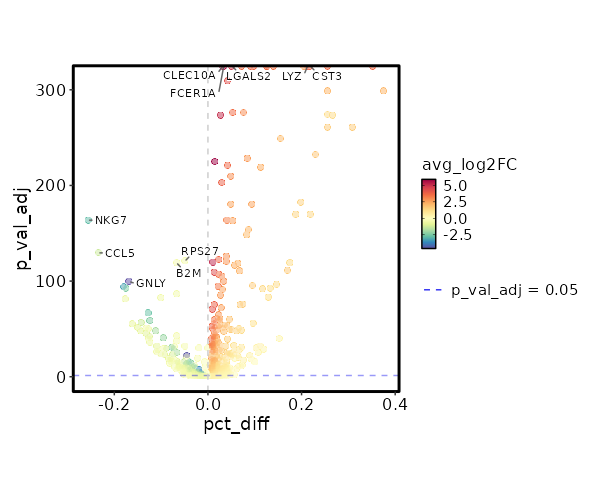 CLEC10A LGALS2 LYZ CST3
FCER1A
300
200
100
0
p_val_adj
NKG7
CCL5
RPS27
B2M
GNLY
-0.2 0.0 0.2 0.4
pct_diff
avg_log2FC
5.0
2.5
0.0
-2.5
p_val_adj = 0.05